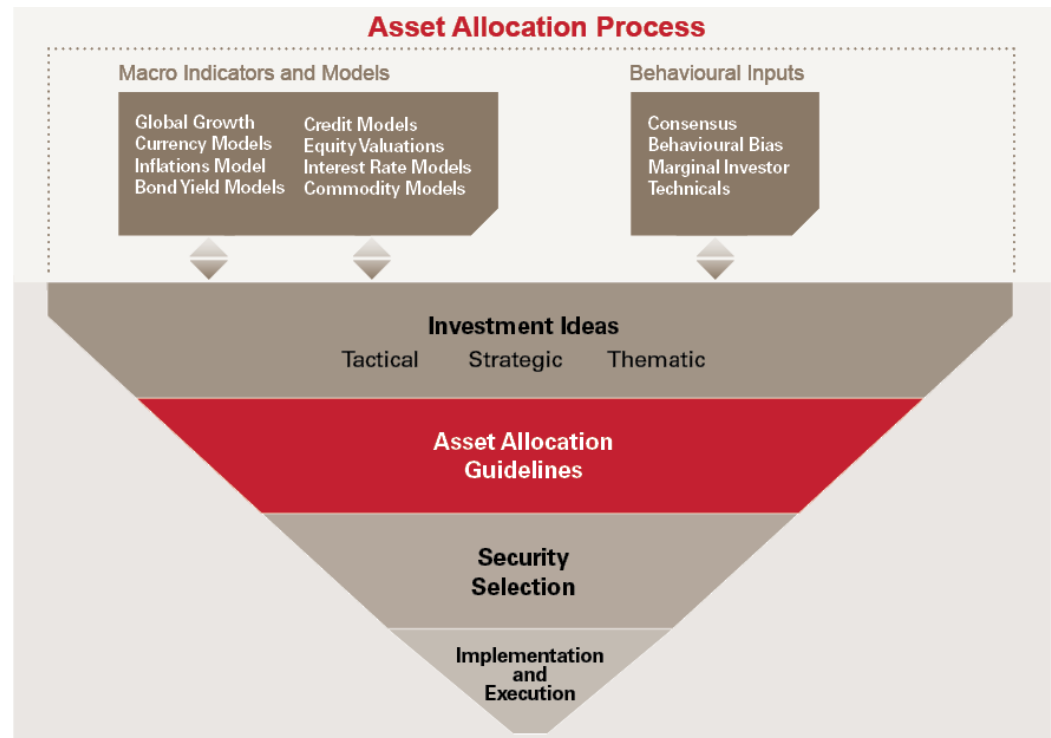 Asset Allocation Process
Macro Indicators and Models
Behavioural Inputs
Global Growth
Currency Models
Inflations Model
Bond Yield Models
Credit Models
Equity Valuations
Interest Rate Models
Commodity Models
Consensus
Behavioural Bias
Marginal Investor
Technicals
Investment Ideas
Tactical Strategic Thematic
Asset Allocation
Guidelines
Security
Selection
Implementation
and
Execution